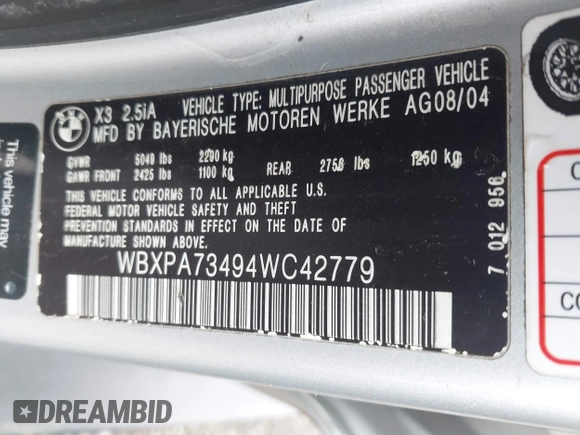 BMW
X3 2.5iA VEHICLE TYPE: MULTIPURPOSE PASSENGER VEHICLE
MFD BY BAYERISCHE MOTOREN WERKE AG08/04
GVWR 5049 lbs 2290 kg
GAWR FRONT 2425 lbs 1100 kg REAR 2756 lbs 1250 kg
THIS VEHICLE CONFORMS TO ALL APPLICABLE U.S.
FEDERAL MOTOR VEHICLE SAFETY AND THEFT
PREVENTION STANDARDS IN EFFECT ON THE DATE OF
MANUFACTURE SHOWN ABOVE.
WBXPA73494WC42779
7 012 956
This vehicle may
DREAMBID